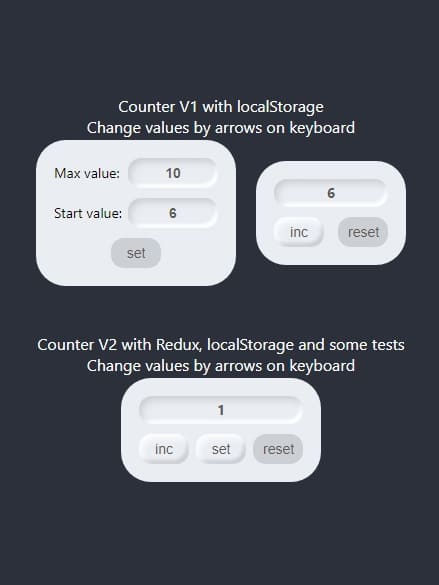 Counter V1 with localStorage
Change values by arrows on keyboard
Max value: 10
Start value: 6
set
6
inc reset
Counter V2 with Redux, localStorage and some tests
Change values by arrows on keyboard
1
inc set reset